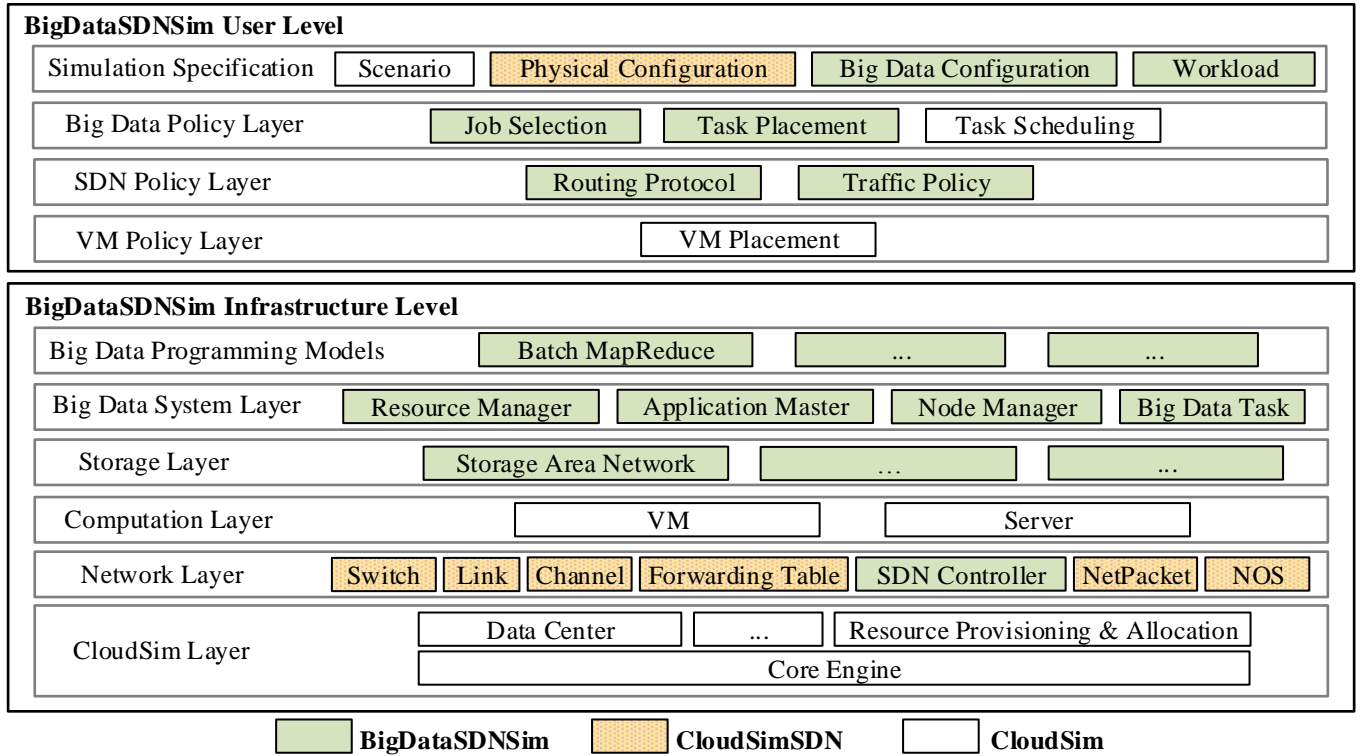 BigDataSDNSim User Level
Simulation Specification Scenario Physical Configuration Big Data Configuration Workload
Big Data Policy Layer Job Selection Task Placement Task Scheduling
SDN Policy Layer Routing Protocol Traffic Policy
VM Policy Layer VM Placement
BigDataSDNSim Infrastructure Level
Big Data Programming Models Batch MapReduce ... ...
Big Data System Layer Resource Manager Application Master Node Manager Big Data Task
Storage Layer Storage Area Network ... ...
Computation Layer VM Server
Network Layer Switch Link Channel Forwarding Table SDN Controller NetPacket NOS
CloudSim Layer Data Center ... Resource Provisioning & Allocation
Core Engine
BigDataSDNSim CloudSimSDN CloudSim